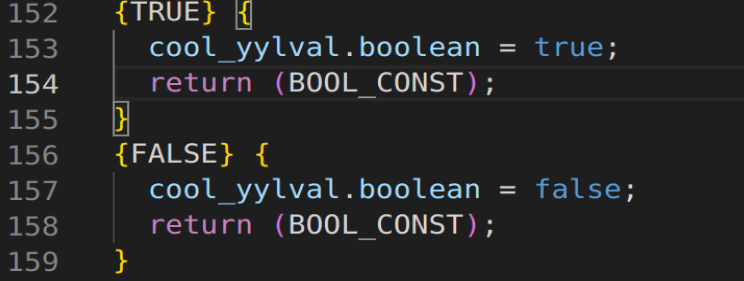 152 {TRUE} {
153 cool_yylval.boolean = true;
154 return (BOOL_CONST);
155 }
156 {FALSE} {
157 cool_yylval.boolean = false;
158 return (BOOL_CONST);
159 }